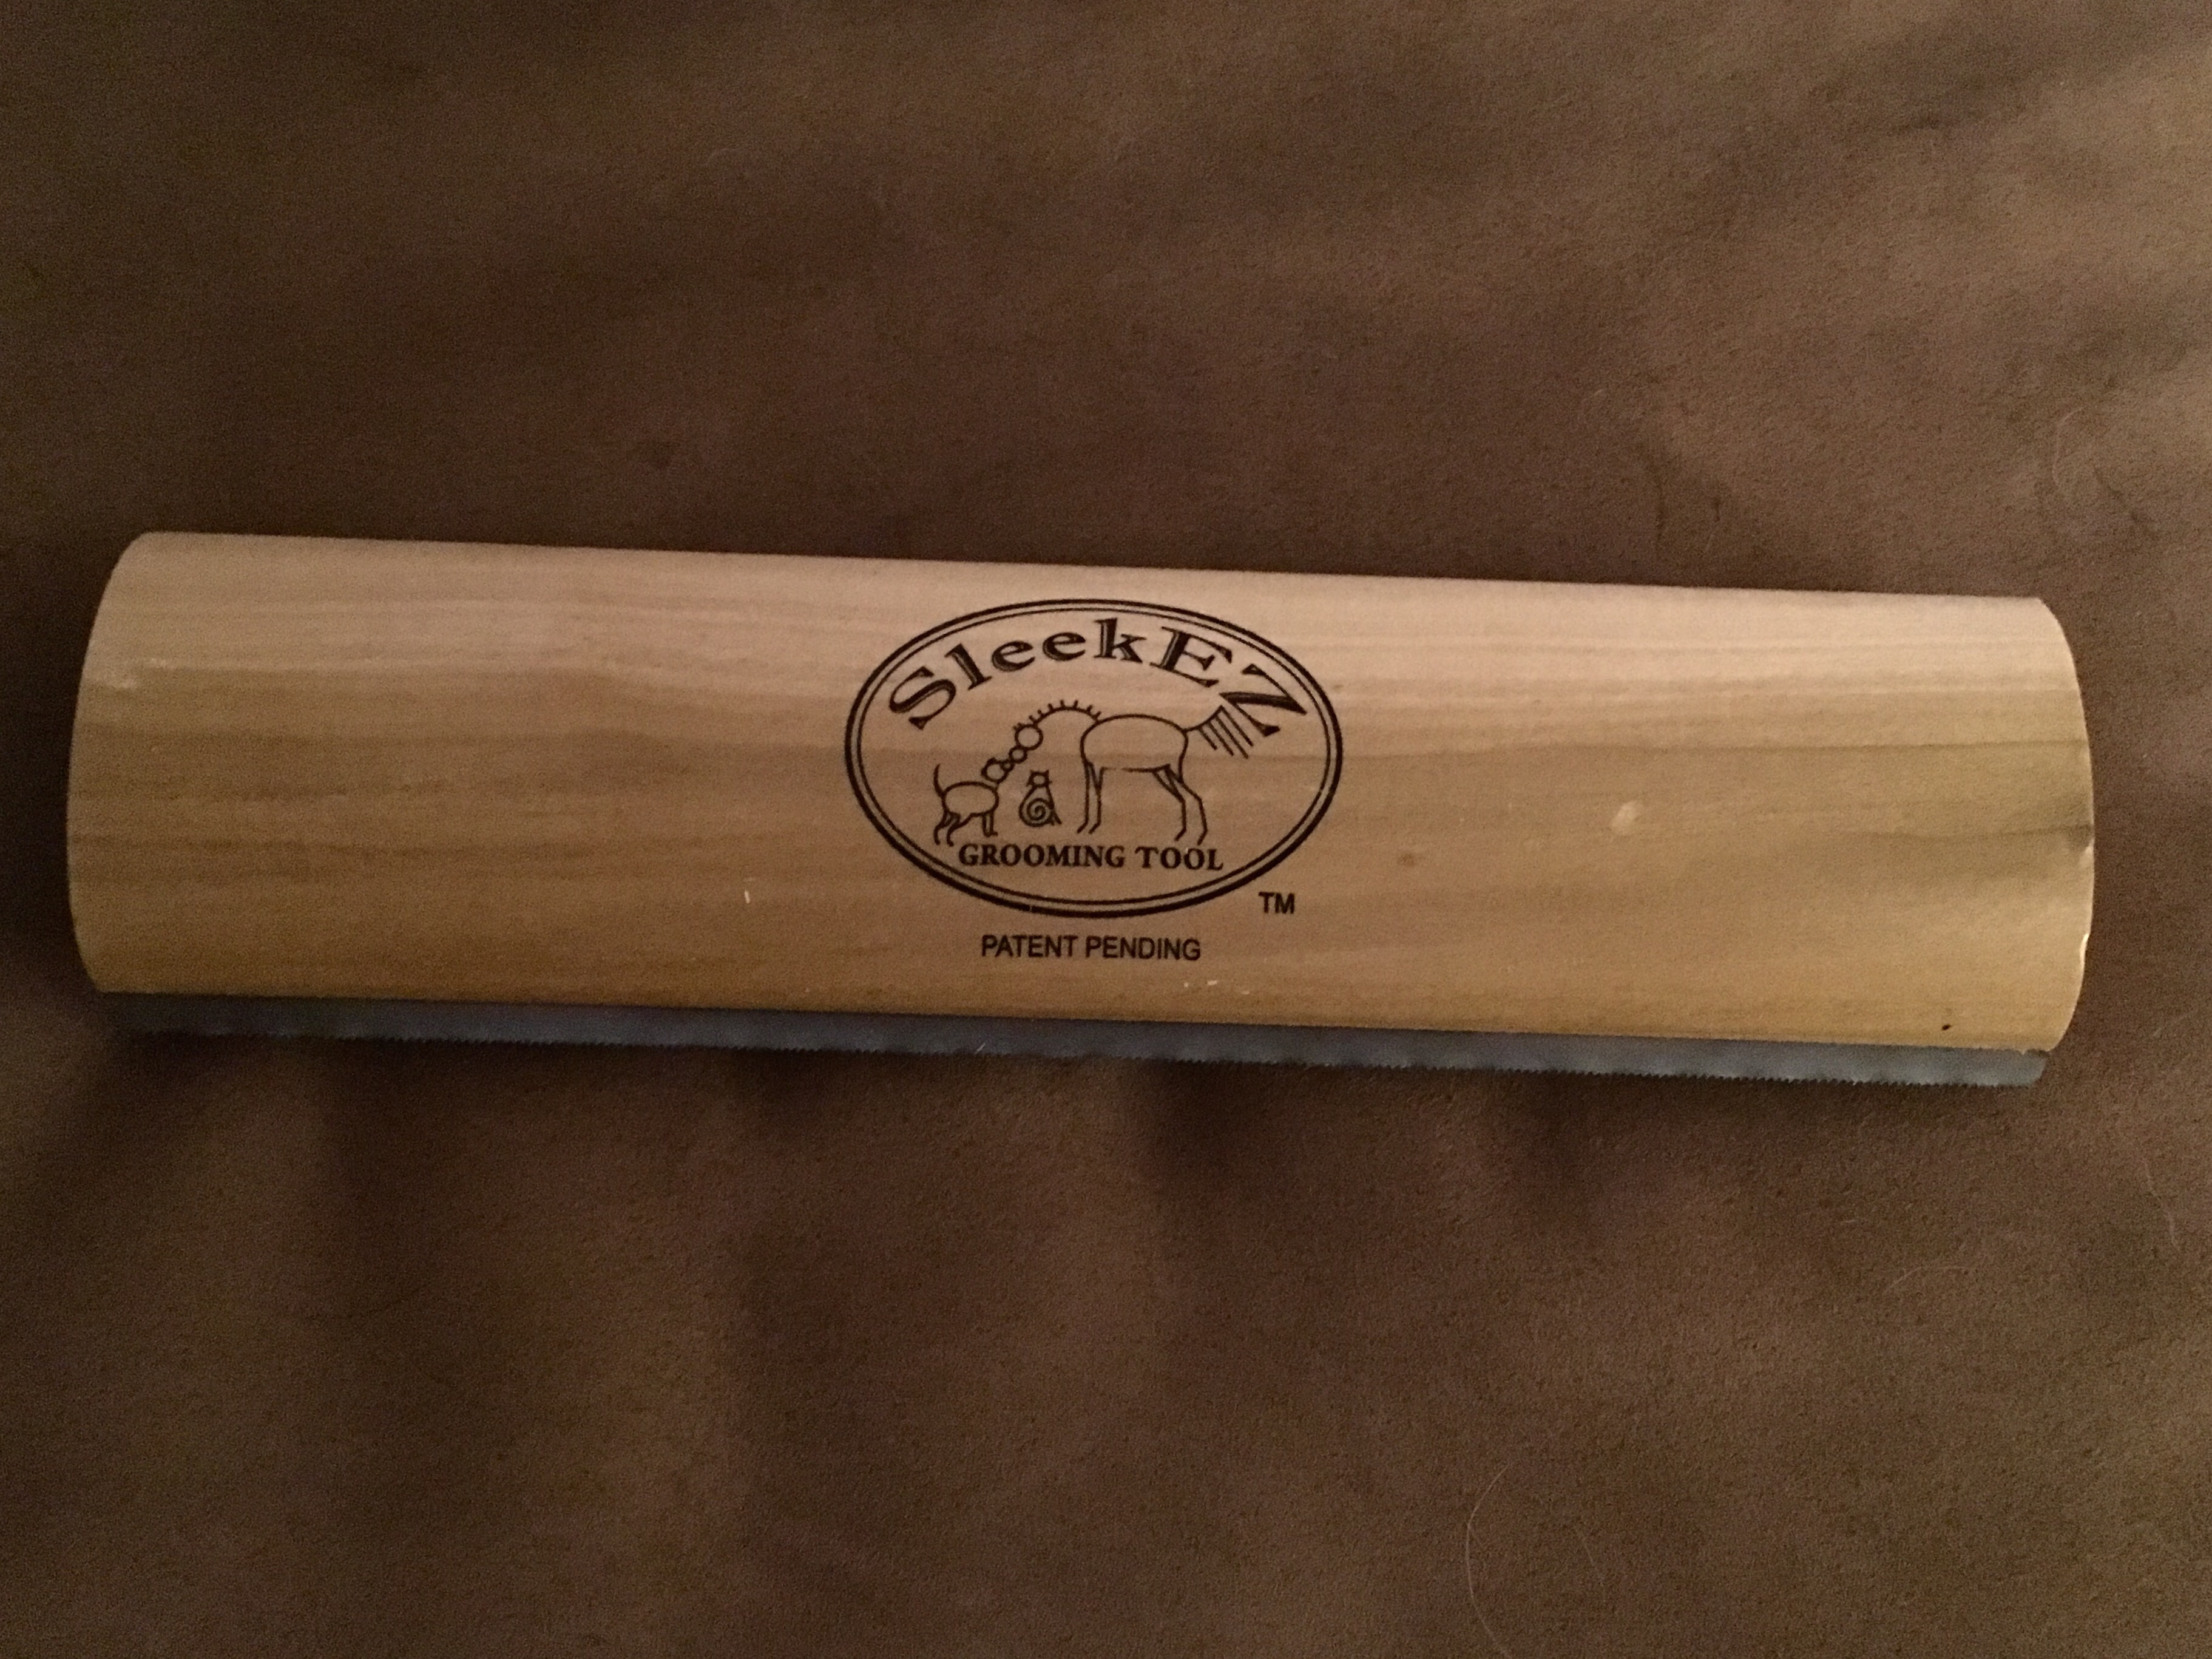 SleekEZ
GROOMING TOOL
TM
PATENT PENDING